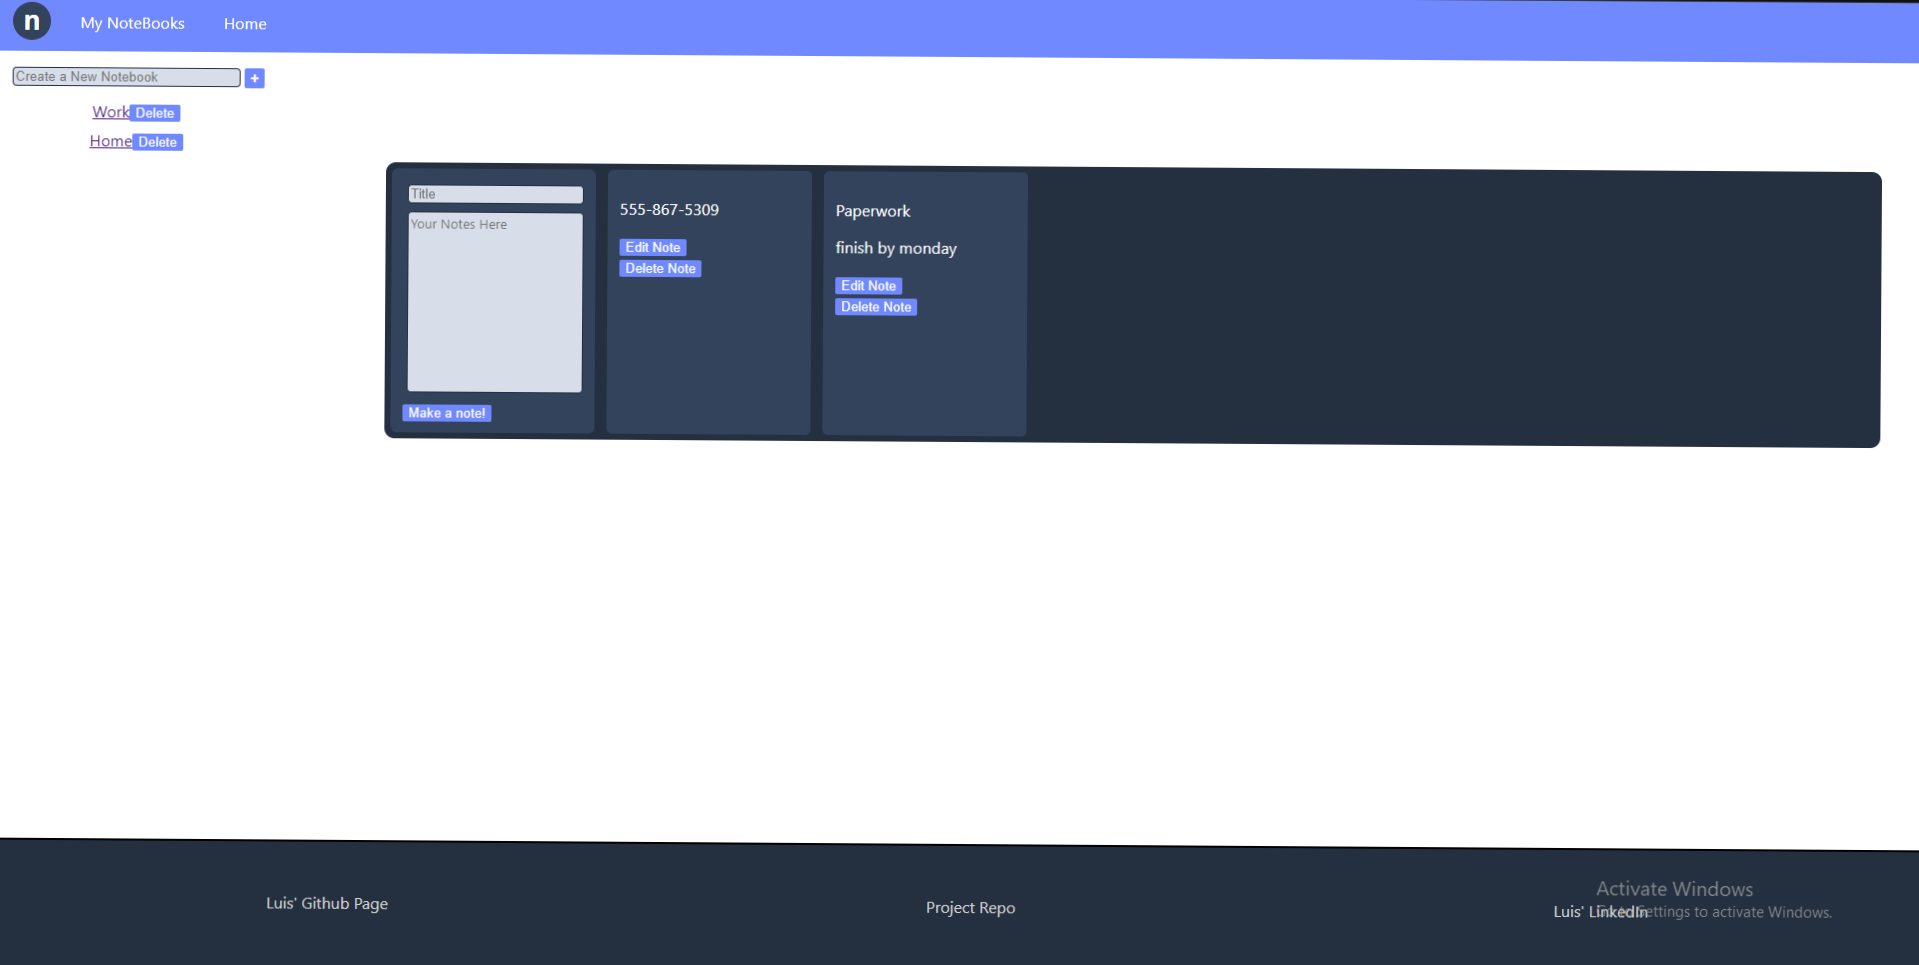 n
My NoteBooks
Home
Create a New Notebook
+
Work Delete
Home Delete
Title
Your Notes Here
Make a note!
555-867-5309
Edit Note
Delete Note
Paperwork
finish by monday
Edit Note
Delete Note
Luis' Github Page
Project Repo
Luis' LinkedIn
Activate Windows
Go to Settings to activate Windows.